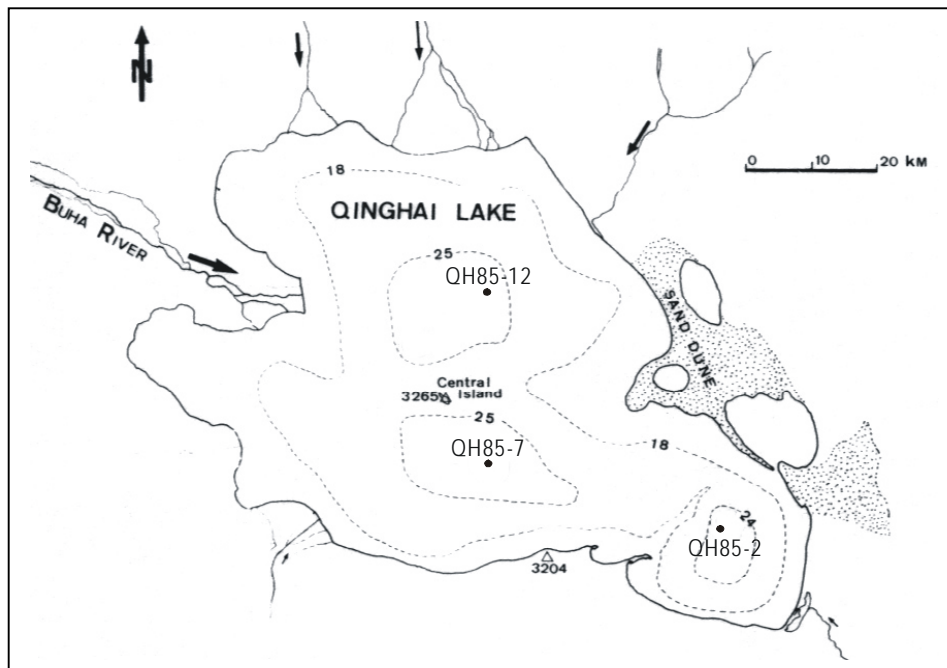 N
0 10 20 KM
18
QINGHAI LAKE
BUHA RIVER
25
QH85-12
SAND DUNE
Central
Island
3265
25
QH85-7
18
24
QH85-2
3204